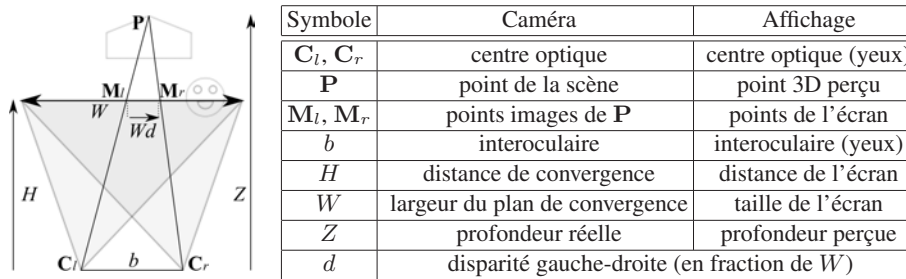 P
M_l M_r
W
Wd
H
Z
C_l b C_r
Symbole Caméra Affichage
C_l, C_r centre optique centre optique (yeux)
P point de la scène point 3D perçu
M_l, M_r points images de P points de l'écran
b interoculaire interoculaire (yeux)
H distance de convergence distance de l'écran
W largeur du plan de convergence taille de l'écran
Z profondeur réelle profondeur perçue
d disparité gauche-droite (en fraction de W)